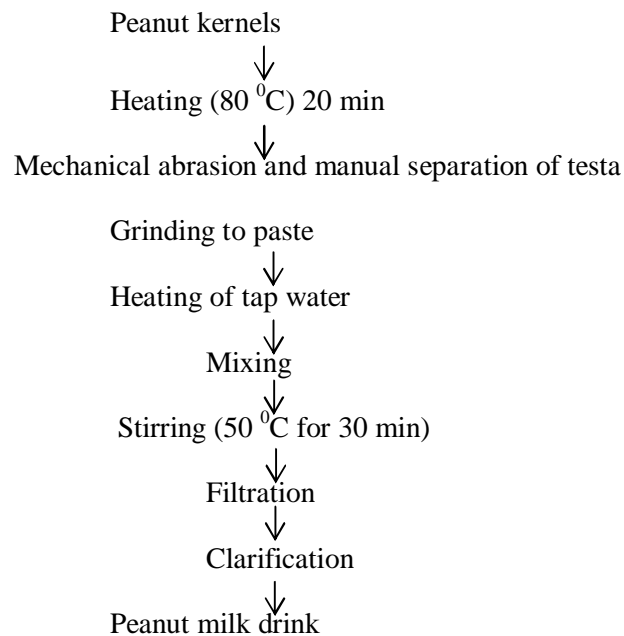 Peanut kernels
Heating (80 ⁰C) 20 min
Mechanical abrasion and manual separation of testa
Grinding to paste
Heating of tap water
Mixing
Stirring (50 ⁰C for 30 min)
Filtration
Clarification
Peanut milk drink